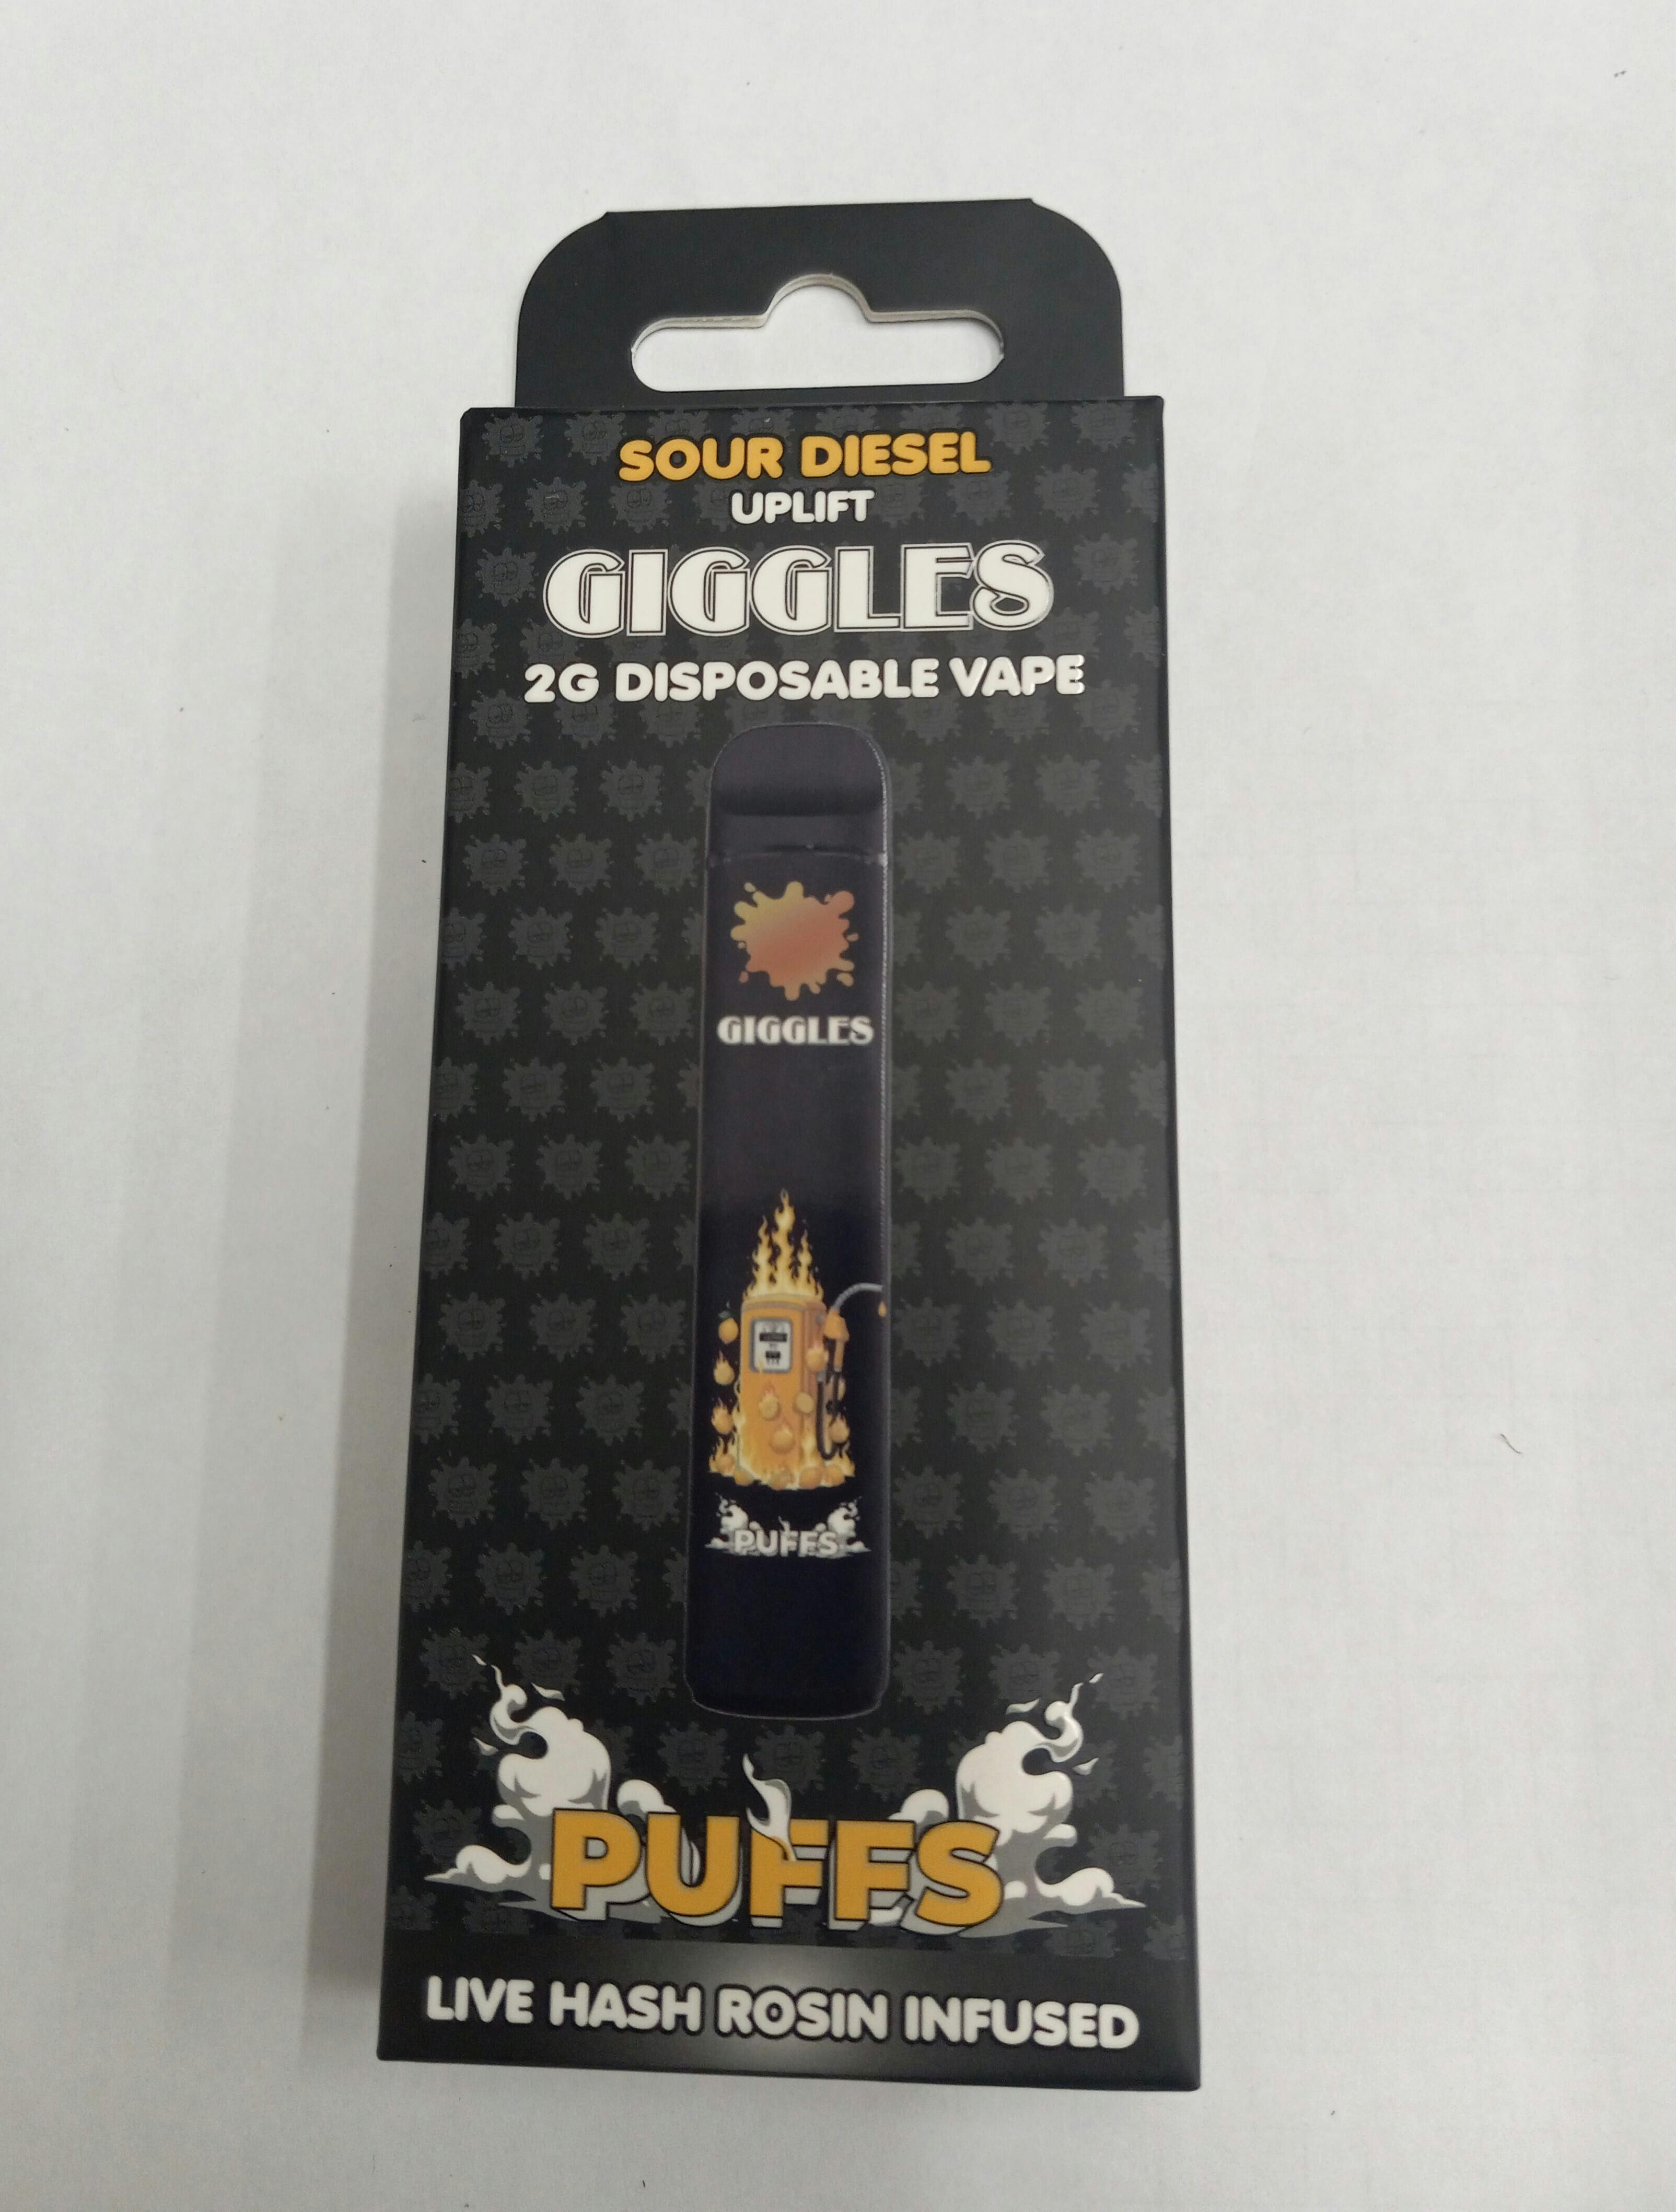 SOUR DIESEL
UPLIFT
GIGGLES
2G DISPOSABLE VAPE
GIGGLES
PUFFS
PUFFS
LIVE HASH ROSIN INFUSED